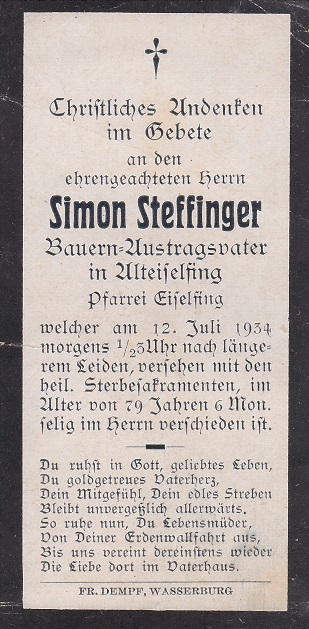 Christliches Andenken
im Gebete
an den
ehrengeachteten Herrn
Simon Steffinger
Bauern=Austragsvater
in Alteiselfing
Pfarrei Eiselfing
welcher am 12. Juli 1934
morgens 1/23 Uhr nach länge-
rem Leiden, versehen mit den
heil. Sterbesakramenten, im
Alter von 79 Jahren 6 Mon.
selig im Herrn verschieden ist.
Du ruhst in Gott, geliebtes Leben,
Du goldgetreues Vaterherz,
Dein Mitgefühl, Dein edles Streben
Bleibt unvergeßlich allerwärts.
So ruhe nun, Du Lebensmüder,
Von Deiner Erdenwallfahrt aus,
Bis uns vereint dereinstens wieder
Die Liebe dort im Vaterhaus.
FR. DEMPF, WASSERBURG